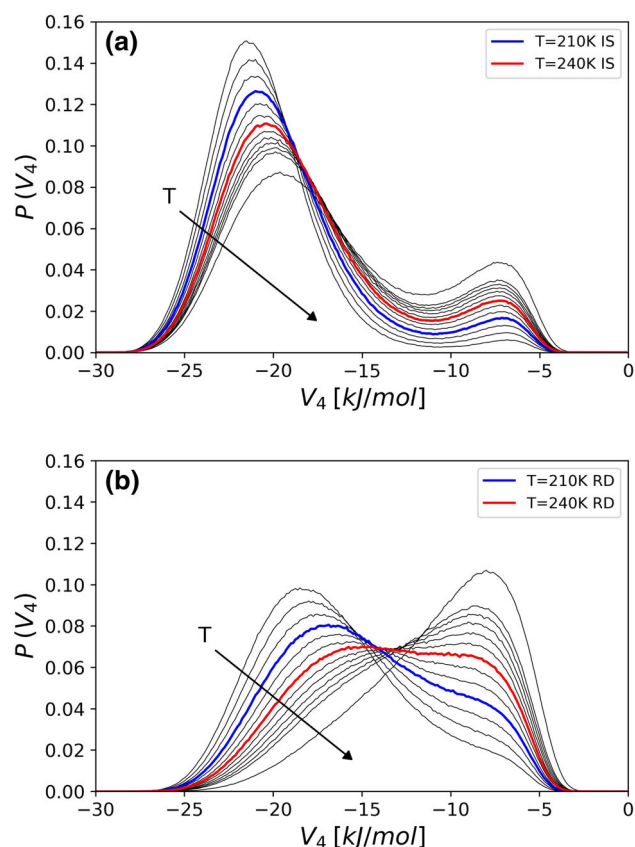 (a)
T=210K IS
T=240K IS
0.16
0.14
0.12
0.10
0.08
0.06
0.04
0.02
0.00
P (V₄)
T
−30 −25 −20 −15 −10 −5 0
V₄ [kJ/mol]
(b)
T=210K RD
T=240K RD
0.16
0.14
0.12
0.10
0.08
0.06
0.04
0.02
0.00
P (V₄)
T
−30 −25 −20 −15 −10 −5 0
V₄ [kJ/mol]